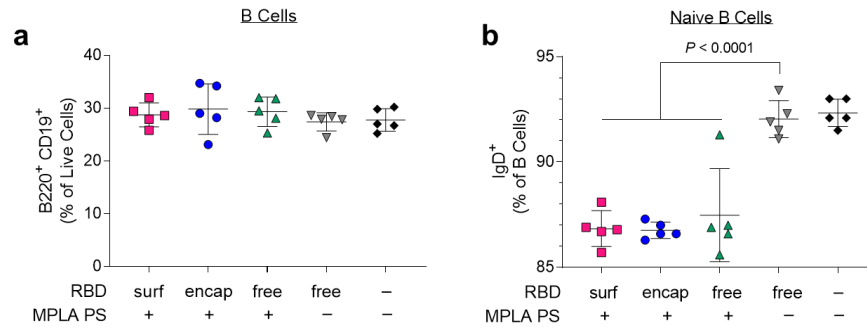 B Cells
a
B220+ CD19+
(% of Live Cells)
40
30
20
10
0
RBD surf encap free free –
MPLA PS + + + – –
Naive B Cells
b
P < 0.0001
IgD+
(% of B Cells)
95
90
85
RBD surf encap free free –
MPLA PS + + + – –